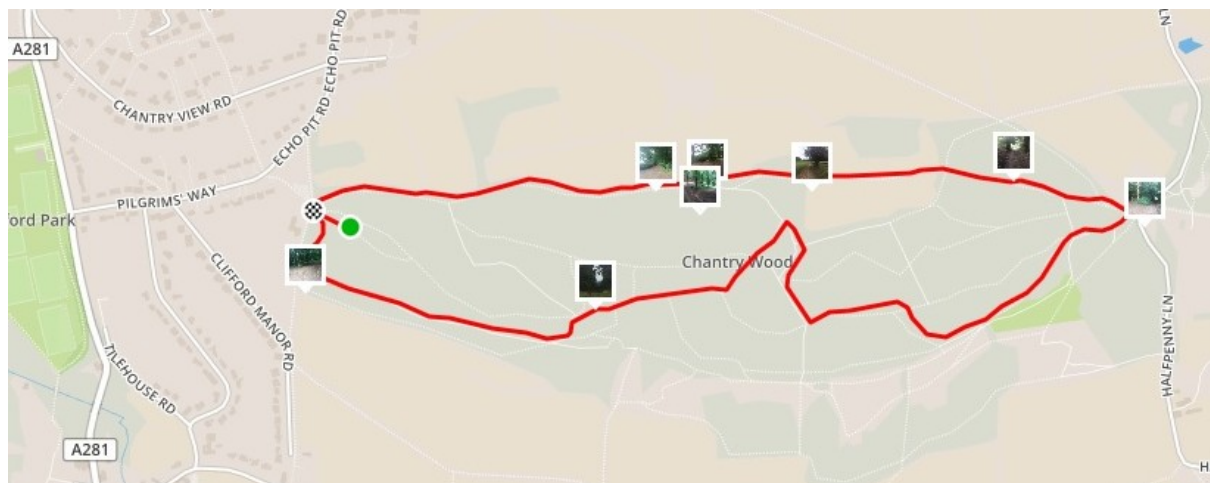 A281
CHANTRY VIEW RD
ECHO PIT RD
ECHO PIT RD
PILGRIMS' WAY
ford Park
CLIFFORD MANOR RD
TILEHOUSE RD
A281
Chantry Wood
HALFPENNY LN
LN
H